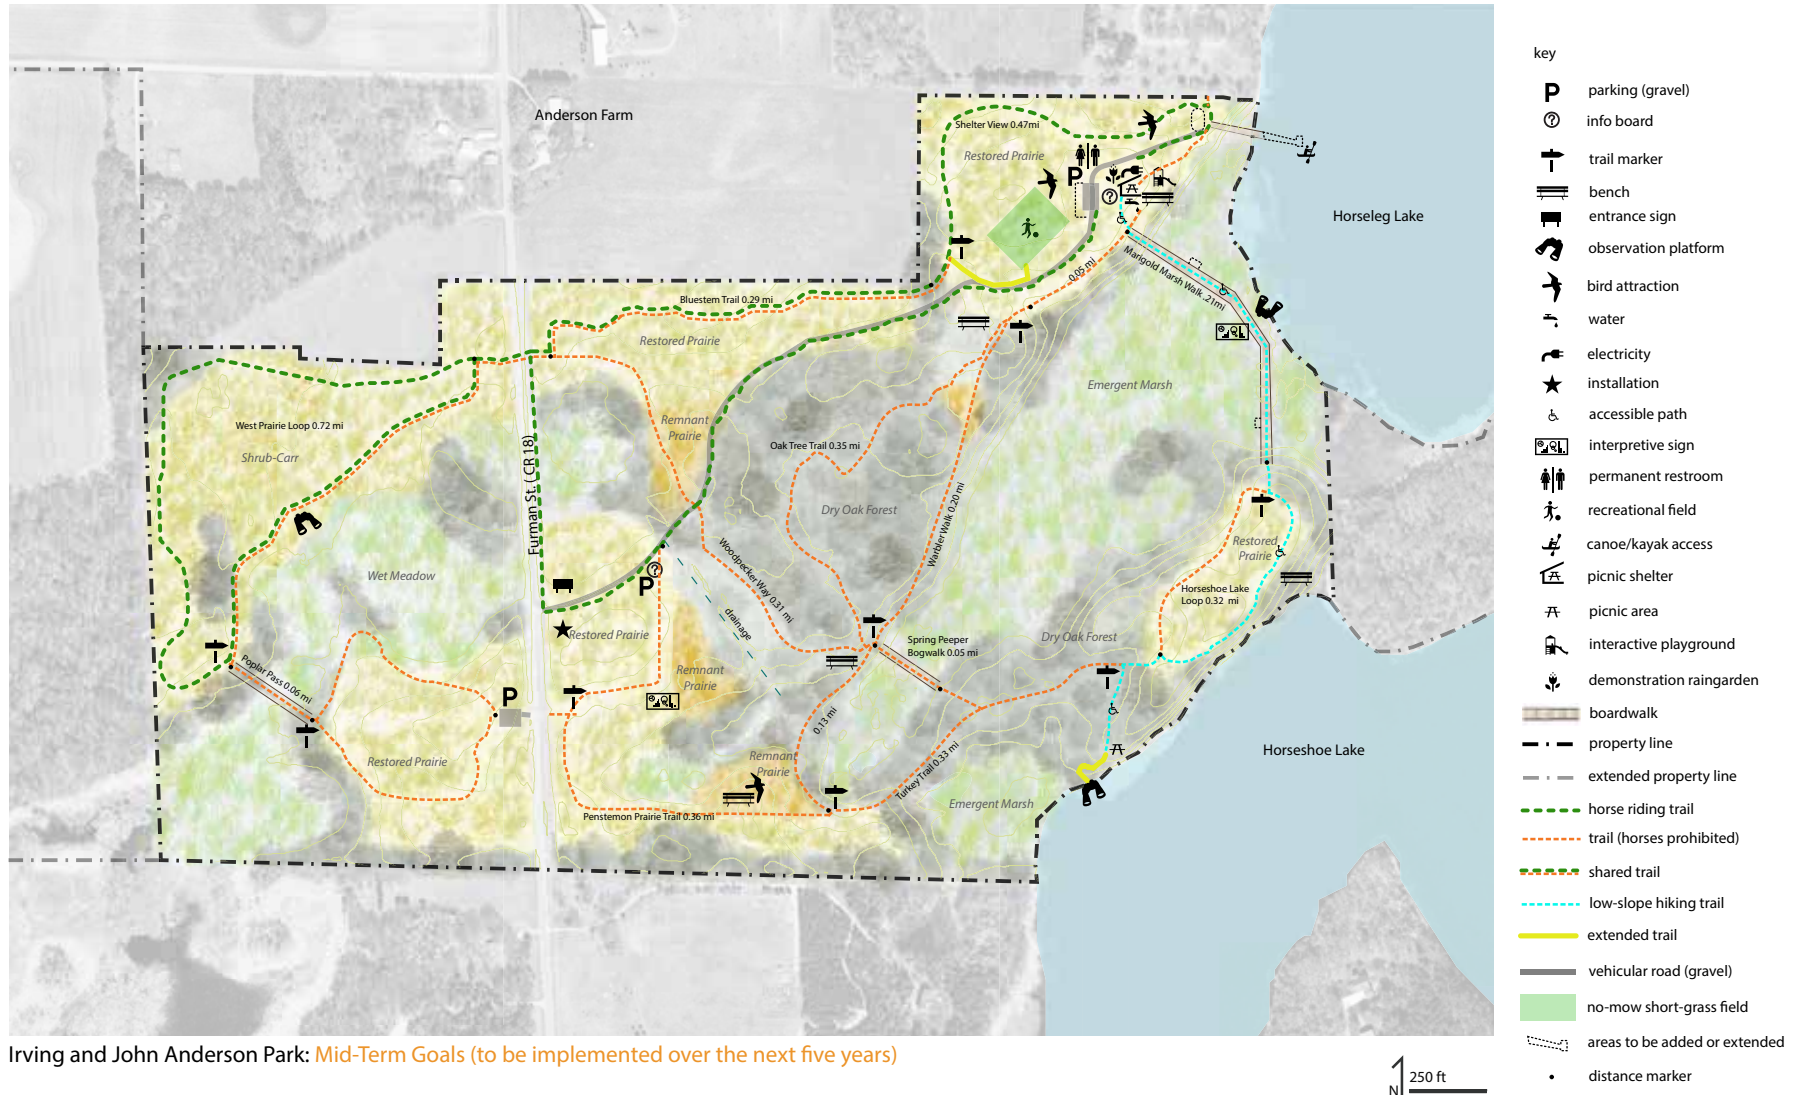 Anderson Farm
Shelter View 0.47mi
Restored Prairie
P
Horseleg Lake
0.05 mi
Marigold Marsh Walk .21mi
Bluestem Trail 0.29 mi
Restored Prairie
Emergent Marsh
West Prairie Loop 0.72 mi
Shrub-Carr
Remnant
Prairie
Oak Tree Trail 0.35 mi
Furman St. ( CR 18)
Dry Oak Forest
Warbler Walk 0.20 mi
Restored
Prairie
Wet Meadow
Woodpecker Way 0.31 mi
P
drainage
Horseshoe Lake
Loop 0.32 mi
Restored Prairie
Spring Peeper
Bogwalk 0.05 mi
Dry Oak Forest
Poplar Pass 0.06 mi
Remnant
Prairie
P
0.13 mi
Horseshoe Lake
Restored Prairie
Remnant
Prairie
Turkey Trail 0.33 mi
Emergent Marsh
Penstemon Prairie Trail 0.36 mi
key
P parking (gravel)
info board
trail marker
bench
entrance sign
observation platform
bird attraction
water
electricity
installation
accessible path
interpretive sign
permanent restroom
recreational field
canoe/kayak access
picnic shelter
picnic area
interactive playground
demonstration raingarden
boardwalk
property line
extended property line
horse riding trail
trail (horses prohibited)
shared trail
low-slope hiking trail
extended trail
vehicular road (gravel)
no-mow short-grass field
areas to be added or extended
distance marker
Irving and John Anderson Park: Mid-Term Goals (to be implemented over the next five years)
N 250 ft